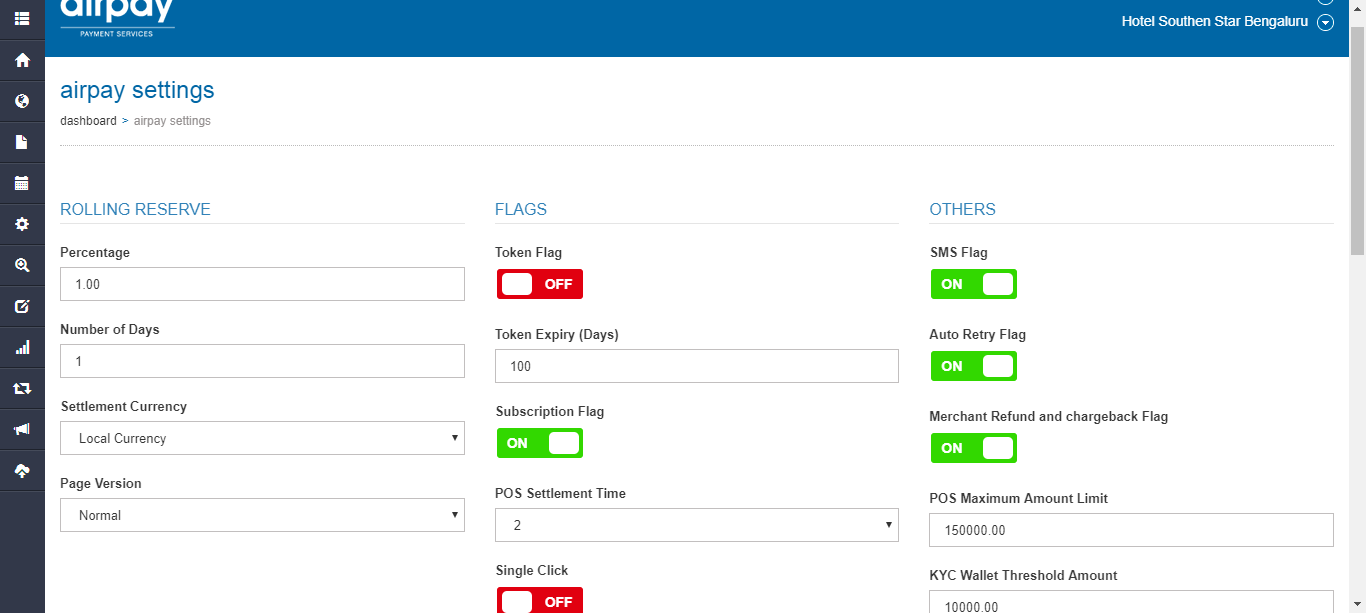 airpay
PAYMENT SERVICES
Hotel Southen Star Bengaluru
airpay settings
dashboard > airpay settings
ROLLING RESERVE
Percentage
1.00
Number of Days
1
Settlement Currency
Local Currency
Page Version
Normal
FLAGS
Token Flag
OFF
Token Expiry (Days)
100
Subscription Flag
ON
POS Settlement Time
2
Single Click
OFF
OTHERS
SMS Flag
ON
Auto Retry Flag
ON
Merchant Refund and chargeback Flag
ON
POS Maximum Amount Limit
150000.00
KYC Wallet Threshold Amount
10000.00